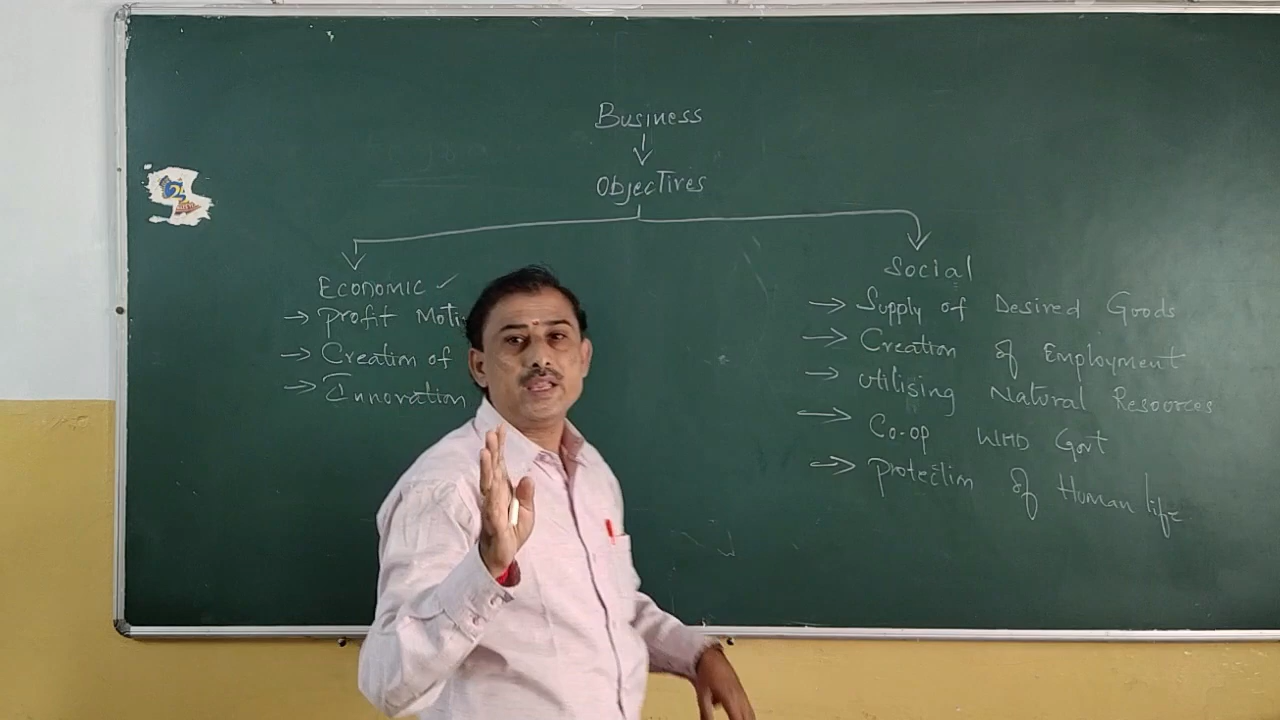 Business
↓
Objectives
Economic ✓
→ Profit
→ Creation of
→ Innovation
Social
→ Supply of Desired Goods
→ Creation of Employment
→ Utilising Natural Resources
→ Co-op With Govt
→ Protection of Human life